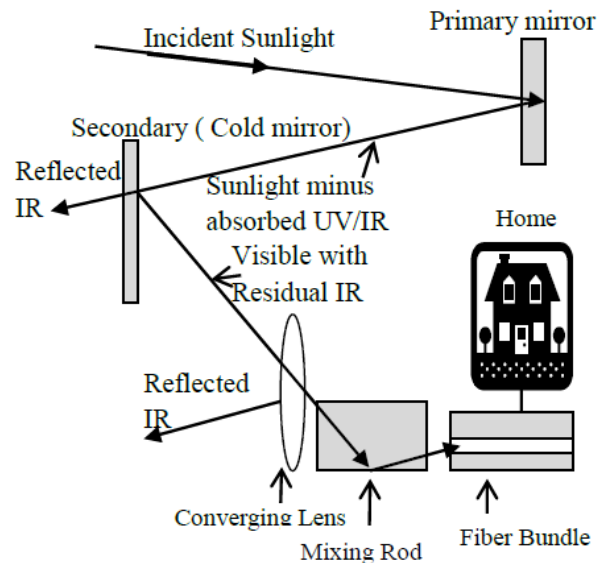 Primary mirror
Incident Sunlight
Secondary ( Cold mirror)
Reflected
IR
Sunlight minus
absorbed UV/IR
Visible with
Residual IR
Home
Reflected
IR
Converging Lens
Mixing Rod
Fiber Bundle